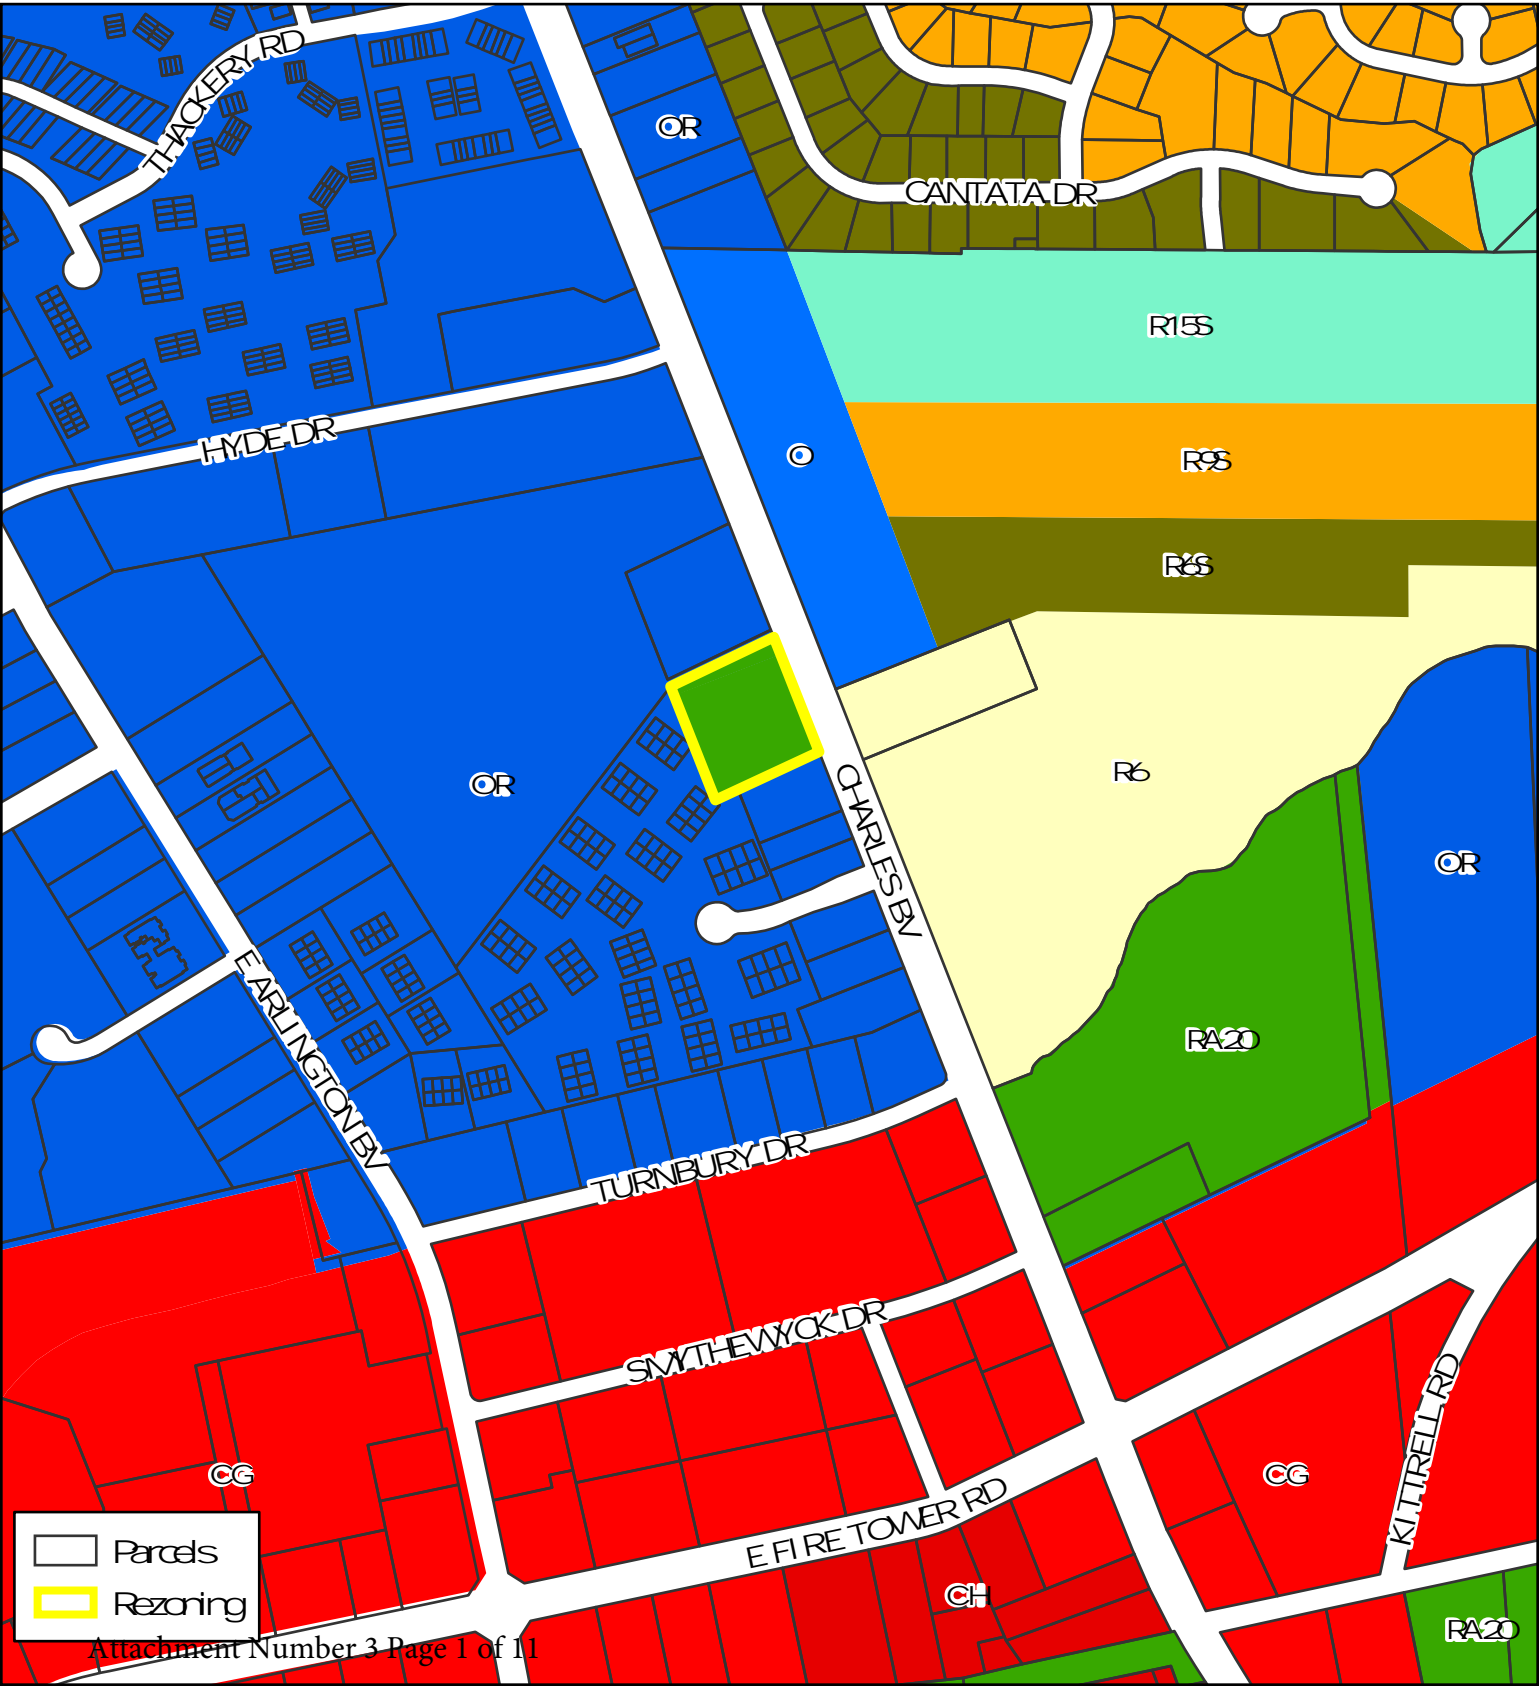 THACKERY RD
OR
CANTATA DR
R15S
HYDE DR
O
R9S
R6S
R6
OR
CHARLES BV
OR
E ARLINGTON BV
RA20
TURNBURY DR
SMYTHEWYCK DR
KITTRELL RD
CG
CG
E FIRE TOWER RD
CH
RA20
Parcels
Rezoning
Attachment Number 3 Page 1 of 11